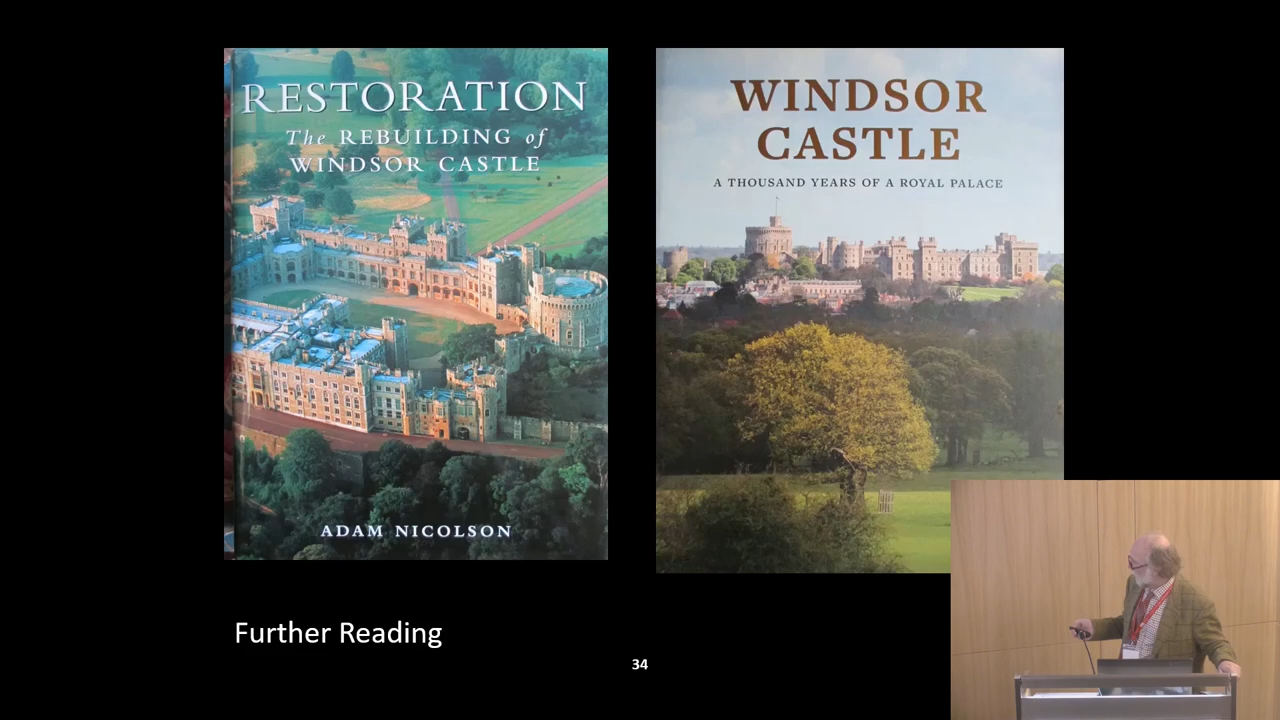 RESTORATION
The REBUILDING of
WINDSOR CASTLE
ADAM NICOLSON
WINDSOR
CASTLE
A THOUSAND YEARS OF A ROYAL PALACE
Further Reading
34